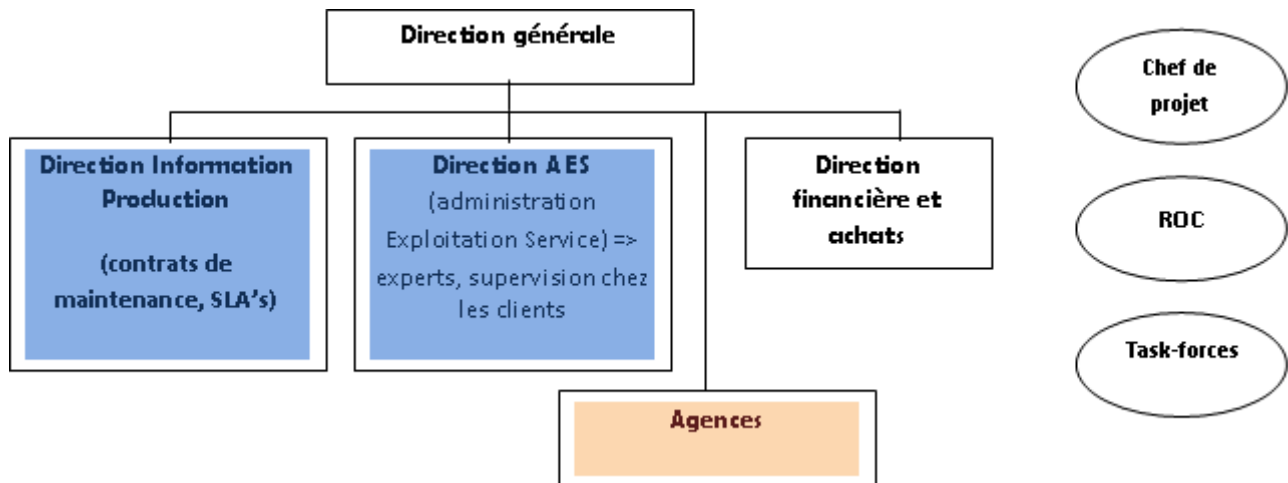 Direction générale
Direction Information
Production
(contrats de
maintenance, SLA's)
Direction AES
(administration
Exploitation Service) =>
experts, supervision chez
les clients
Direction
financière et
achats
Agences
Chef de
projet
ROC
Task-forces